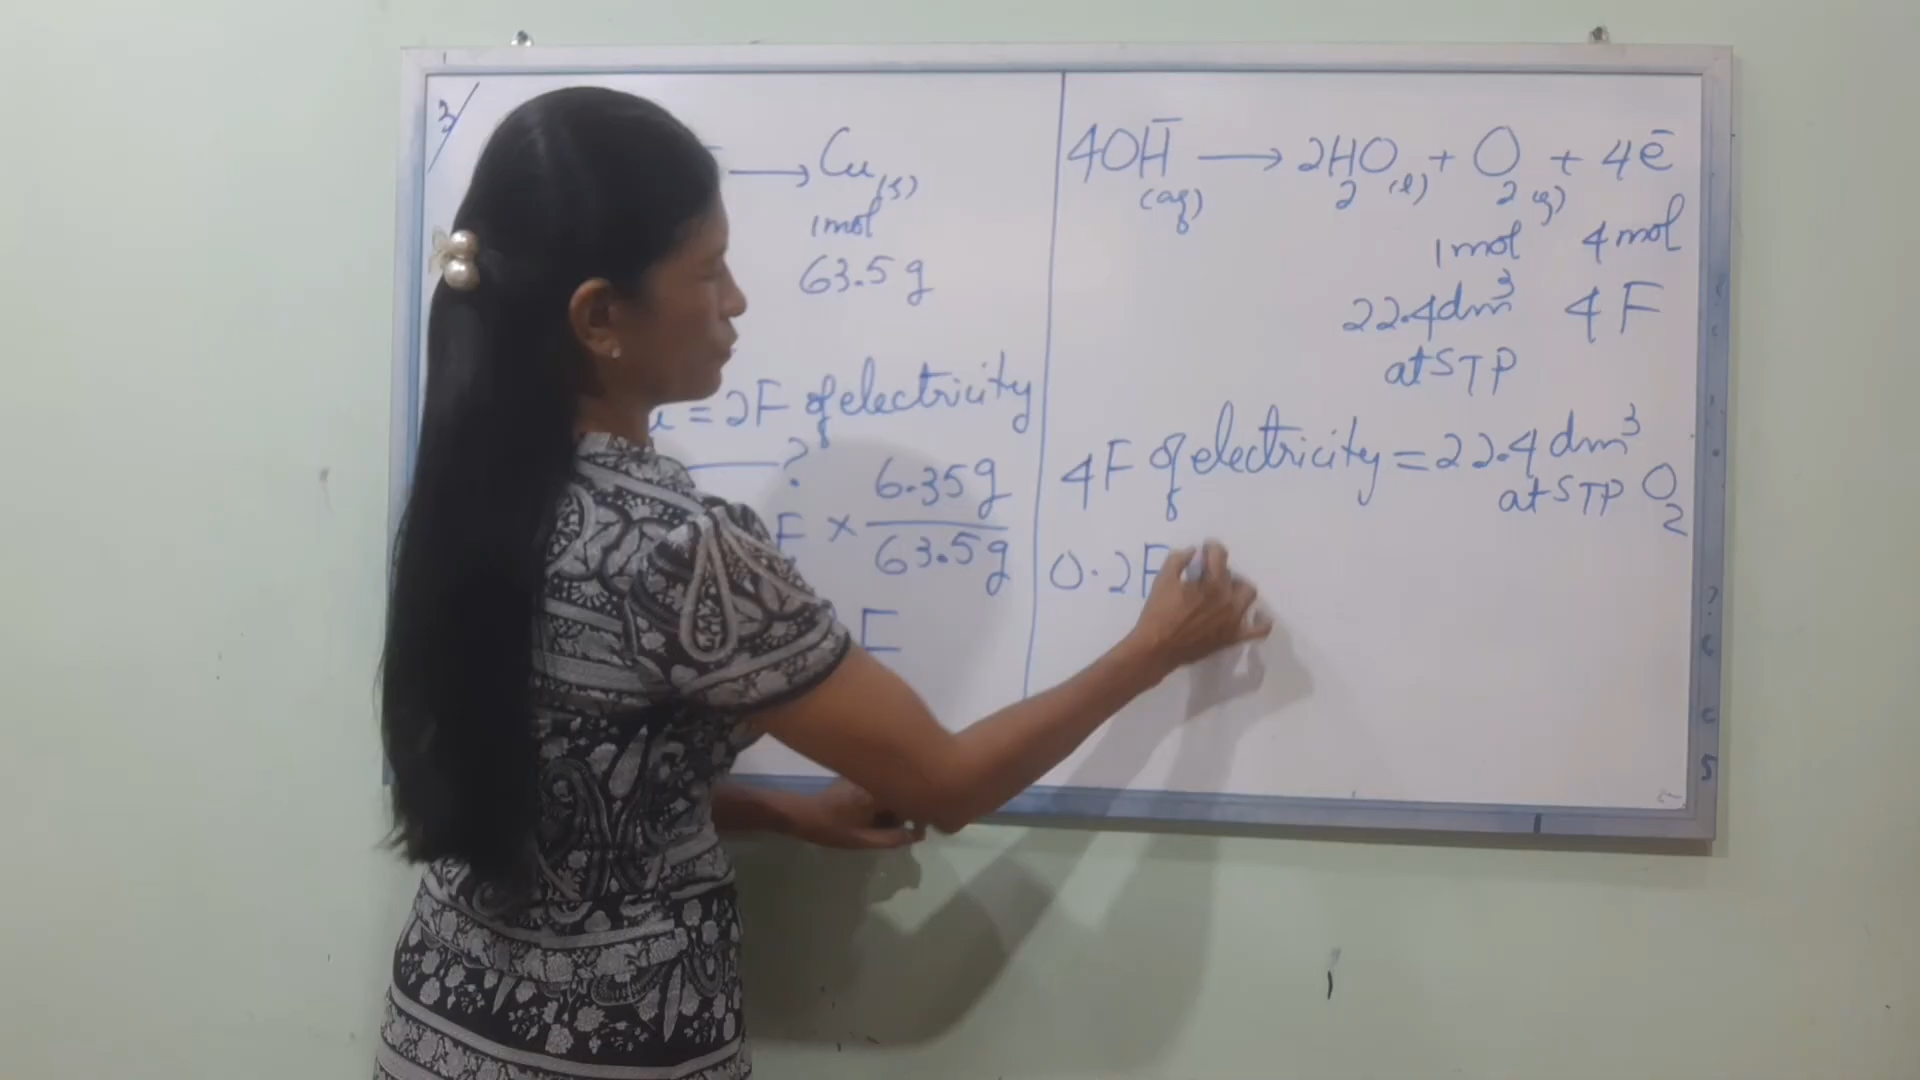 3/
→ Cu(s)
1mol
63.5g
= 2F of electricity
?
F × 6.35g
63.5g
F
4OH⁻(aq) → 2H₂O(l) + O₂(g) + 4e⁻
1mol 4mol
22.4dm³ 4F
at STP
4F of electricity = 22.4 dm³
at STP O₂
0.2F